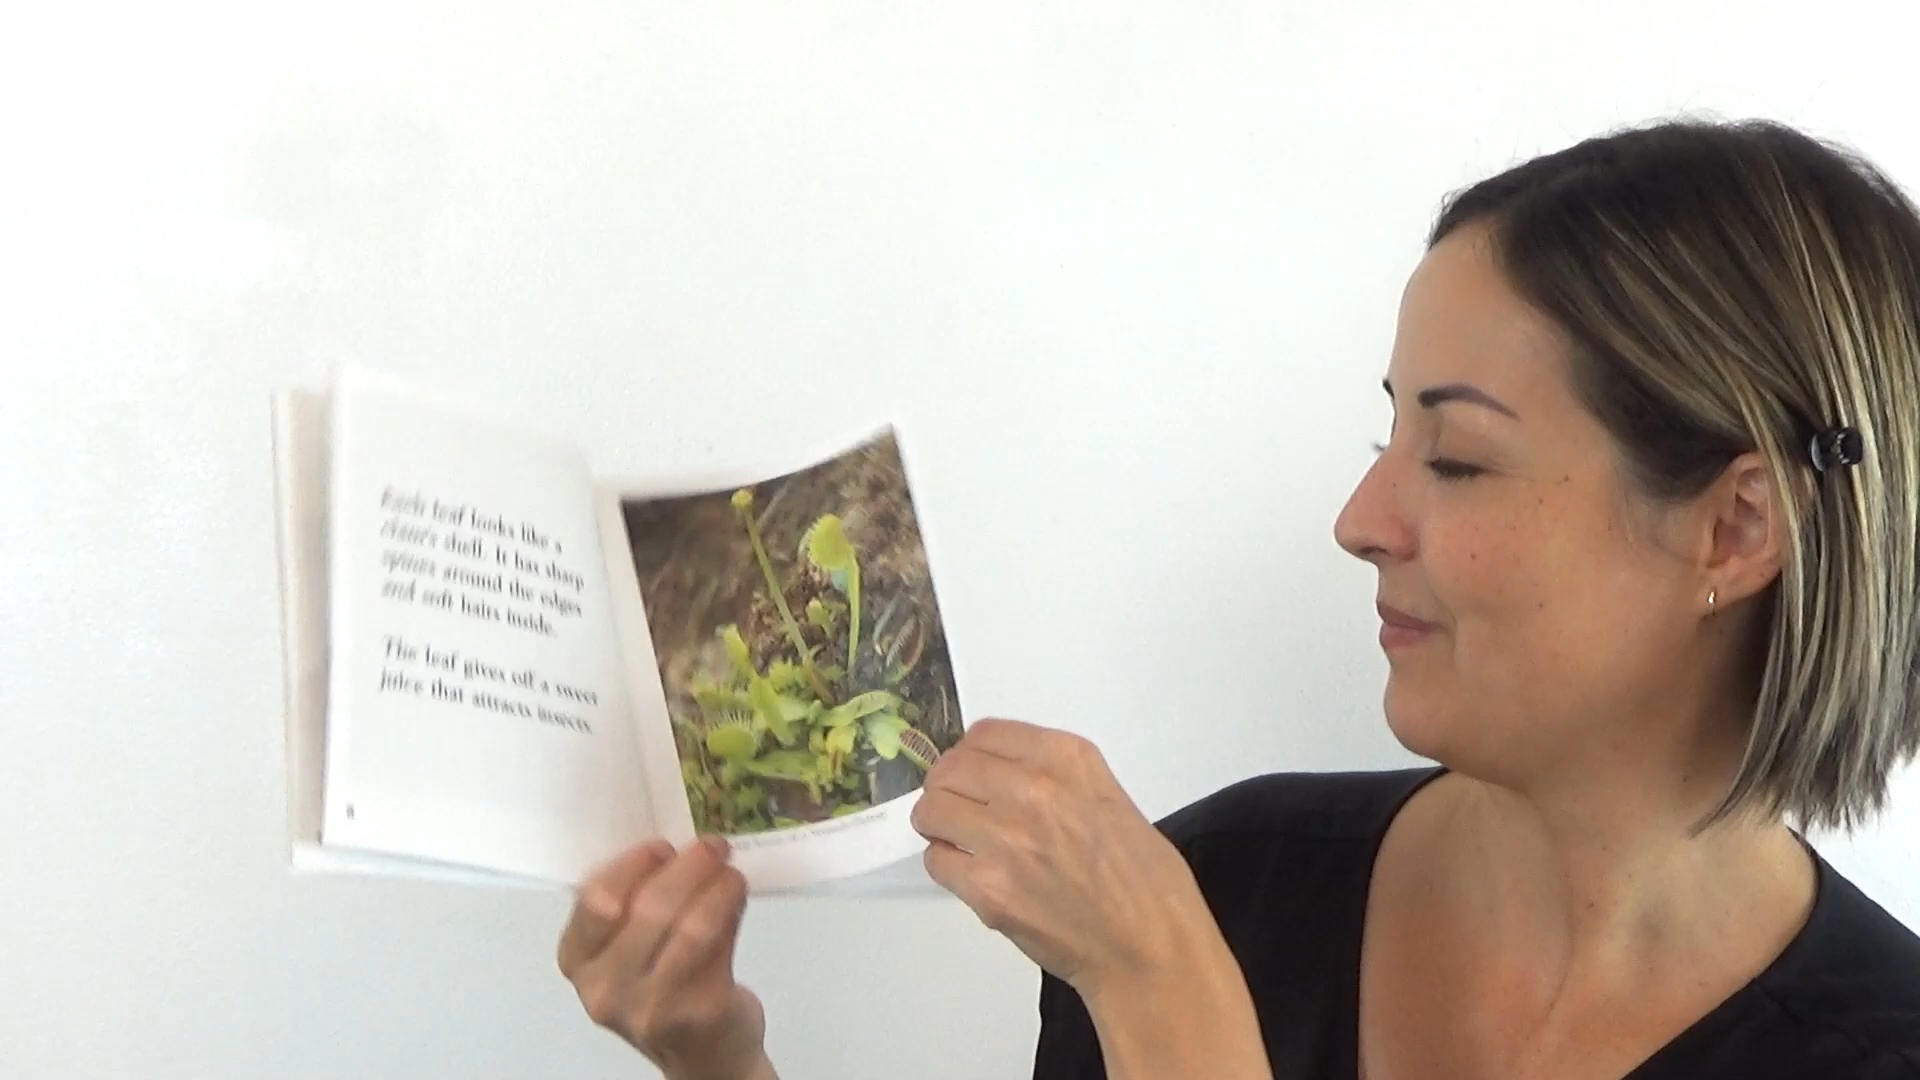 Each leaf looks like a
clam's shell. It has sharp
spines around the edges
and soft hairs inside.
The leaf gives off a sweet
juice that attracts insects.
8